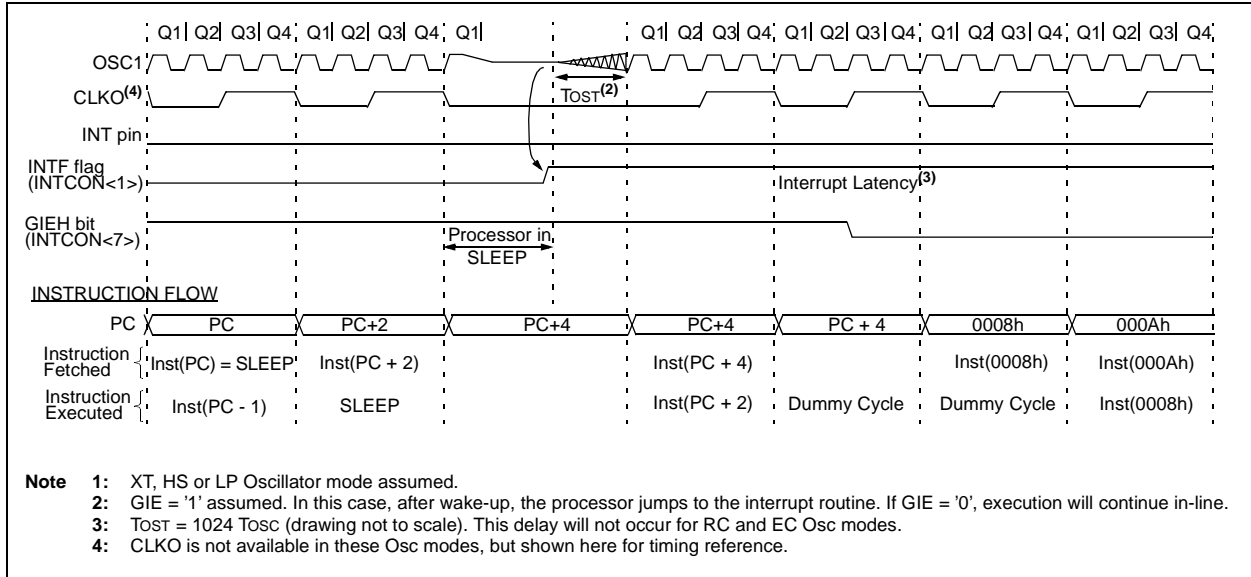 Q1 Q2 Q3 Q4 Q1 Q2 Q3 Q4 Q1 Q1 Q2 Q3 Q4 Q1 Q2 Q3 Q4 Q1 Q2 Q3 Q4 Q1 Q2 Q3 Q4
OSC1
TOST(2)
CLKO(4)
INT pin
INTF flag
(INTCON<1>)
Interrupt Latency(3)
GIEH bit
(INTCON<7>)
Processor in
SLEEP
INSTRUCTION FLOW
PC PC PC+2 PC+4 PC+4 PC + 4 0008h 000Ah
Instruction
Fetched
Inst(PC) = SLEEP Inst(PC + 2) Inst(PC + 4) Inst(0008h) Inst(000Ah)
Instruction
Executed
Inst(PC - 1) SLEEP Inst(PC + 2) Dummy Cycle Dummy Cycle Inst(0008h)
Note 1: XT, HS or LP Oscillator mode assumed.
2: GIE = '1' assumed. In this case, after wake-up, the processor jumps to the interrupt routine. If GIE = '0', execution will continue in-line.
3: TOST = 1024 TOSC (drawing not to scale). This delay will not occur for RC and EC Osc modes.
4: CLKO is not available in these Osc modes, but shown here for timing reference.